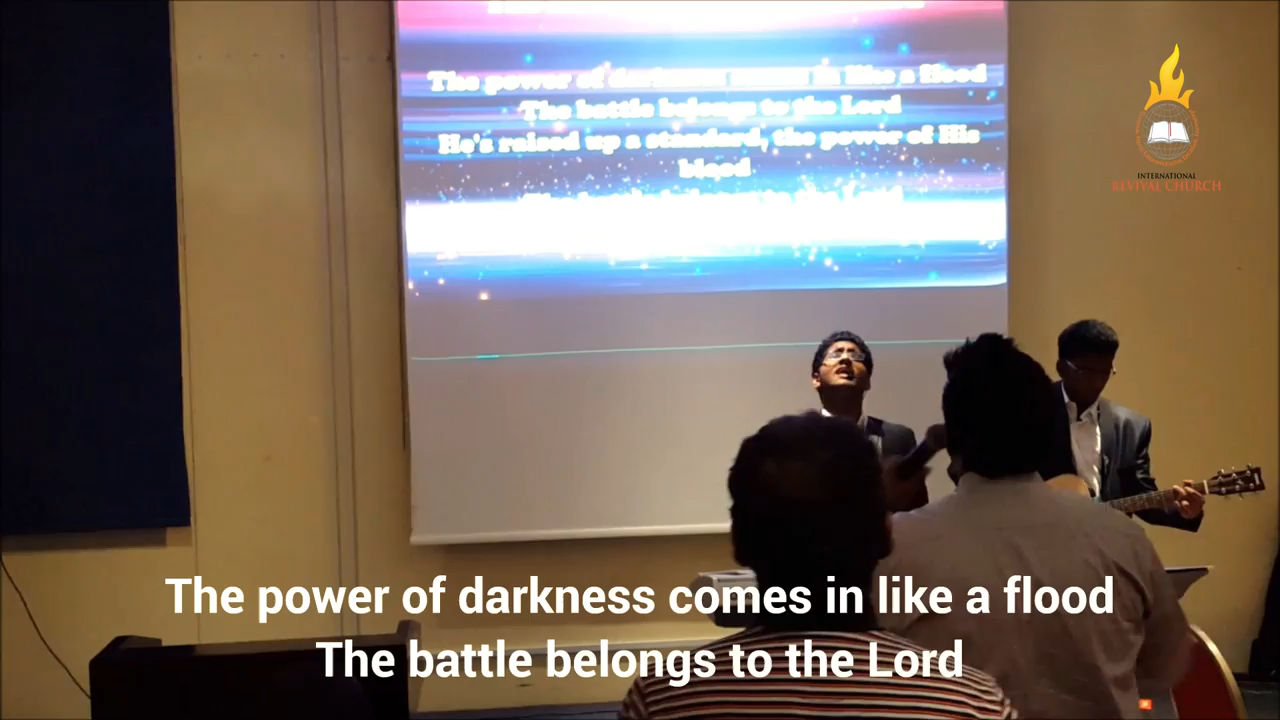 The power of darkness comes in like a flood
The battle belongs to the Lord
He's raised up a standard, the power of His
blood
INTERNATIONAL
REVIVAL CHURCH
The power of darkness comes in like a flood
The battle belongs to the Lord